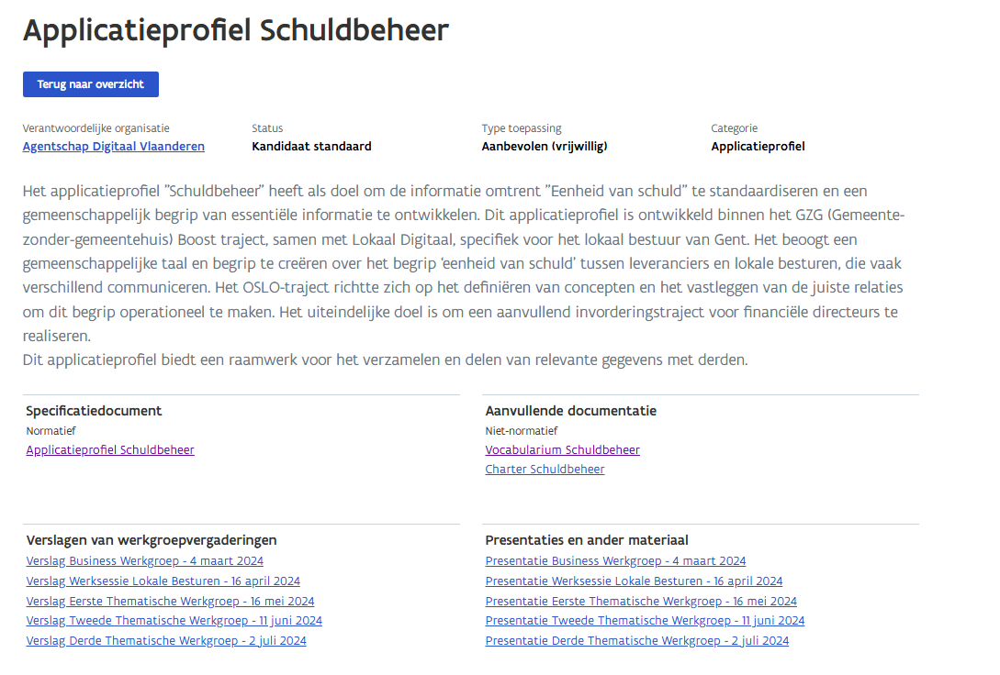 Applicatieprofiel Schuldbeheer
Terug naar overzicht
Verantwoordelijke organisatie
Agentschap Digitaal Vlaanderen
Status
Kandidaat standaard
Type toepassing
Aanbevolen (vrijwillig)
Categorie
Applicatieprofiel
Het applicatieprofiel "Schuldbeheer" heeft als doel om de informatie omtrent "Eenheid van schuld" te standaardiseren en een
gemeenschappelijk begrip van essentiële informatie te ontwikkelen. Dit applicatieprofiel is ontwikkeld binnen het GZG (Gemeente-
zonder-gemeentehuis) Boost traject, samen met Lokaal Digitaal, specifiek voor het lokaal bestuur van Gent. Het beoogt een
gemeenschappelijke taal en begrip te creëren over het begrip ‘eenheid van schuld’ tussen leveranciers en lokale besturen, die vaak
verschillend communiceren. Het OSLO-traject richtte zich op het definiëren van concepten en het vastleggen van de juiste relaties
om dit begrip operationeel te maken. Het uiteindelijke doel is om een aanvullend invorderingstraject voor financiële directeurs te
realiseren.
Dit applicatieprofiel biedt een raamwerk voor het verzamelen en delen van relevante gegevens met derden.
Specificatiedocument
Normatief
Applicatieprofiel Schuldbeheer
Aanvullende documentatie
Niet-normatief
Vocabularium Schuldbeheer
Charter Schuldbeheer
Verslagen van werkgroepvergaderingen
Verslag Business Werkgroep - 4 maart 2024
Verslag Werksessie Lokale Besturen - 16 april 2024
Verslag Eerste Thematische Werkgroep - 16 mei 2024
Verslag Tweede Thematische Werkgroep - 11 juni 2024
Verslag Derde Thematische Werkgroep - 2 juli 2024
Presentaties en ander materiaal
Presentatie Business Werkgroep - 4 maart 2024
Presentatie Werksessie Lokale Besturen - 16 april 2024
Presentatie Eerste Thematische Werkgroep - 16 mei 2024
Presentatie Tweede Thematische Werkgroep - 11 juni 2024
Presentatie Derde Thematische Werkgroep - 2 juli 2024